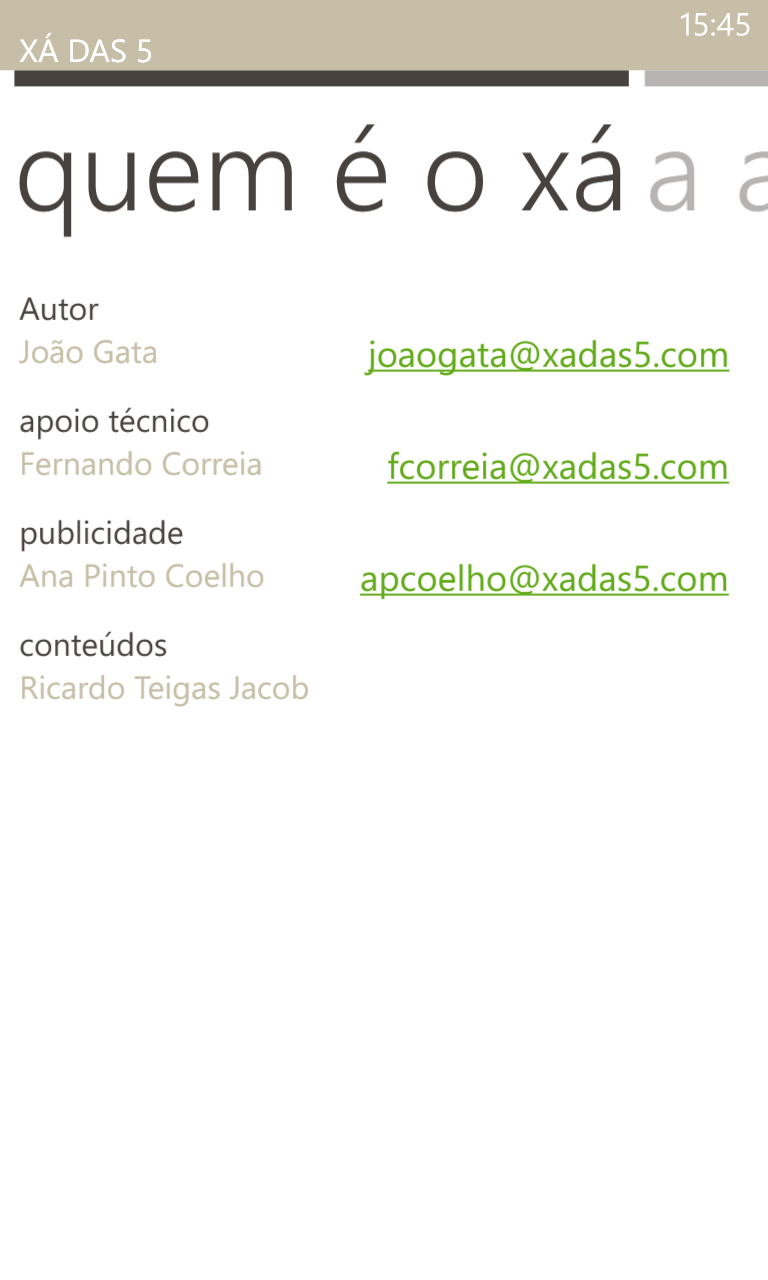 15:45
XÁ DAS 5
quem é o xá a a
Autor
João Gata joaogata@xadas5.com
apoio técnico
Fernando Correia fcorreia@xadas5.com
publicidade
Ana Pinto Coelho apcoelho@xadas5.com
conteúdos
Ricardo Teigas Jacob